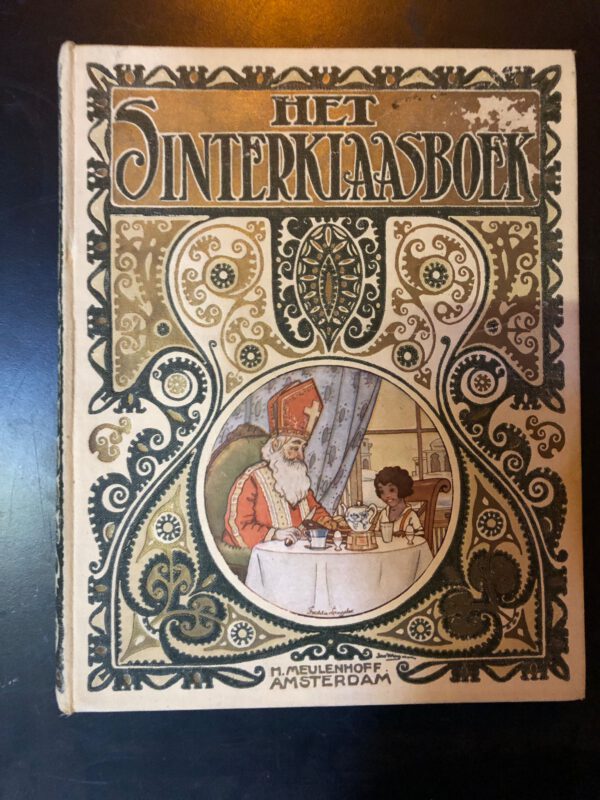 HET
SINTERKLAASBOEK
H. MEULENHOFF
AMSTERDAM